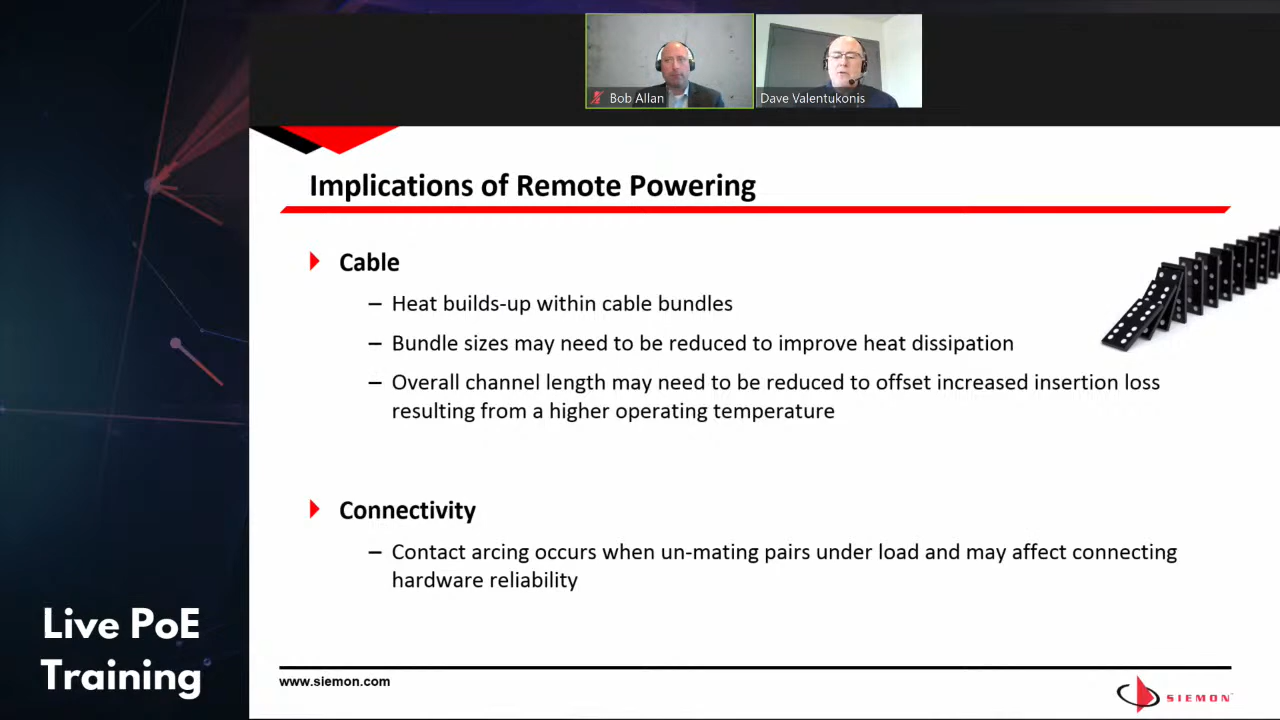 Bob Allan
Dave Valentukonis
Implications of Remote Powering
Cable
– Heat builds-up within cable bundles
– Bundle sizes may need to be reduced to improve heat dissipation
– Overall channel length may need to be reduced to offset increased insertion loss
resulting from a higher operating temperature
Connectivity
– Contact arcing occurs when un-mating pairs under load and may affect connecting
hardware reliability
Live PoE
Training
www.siemon.com
SIEMON